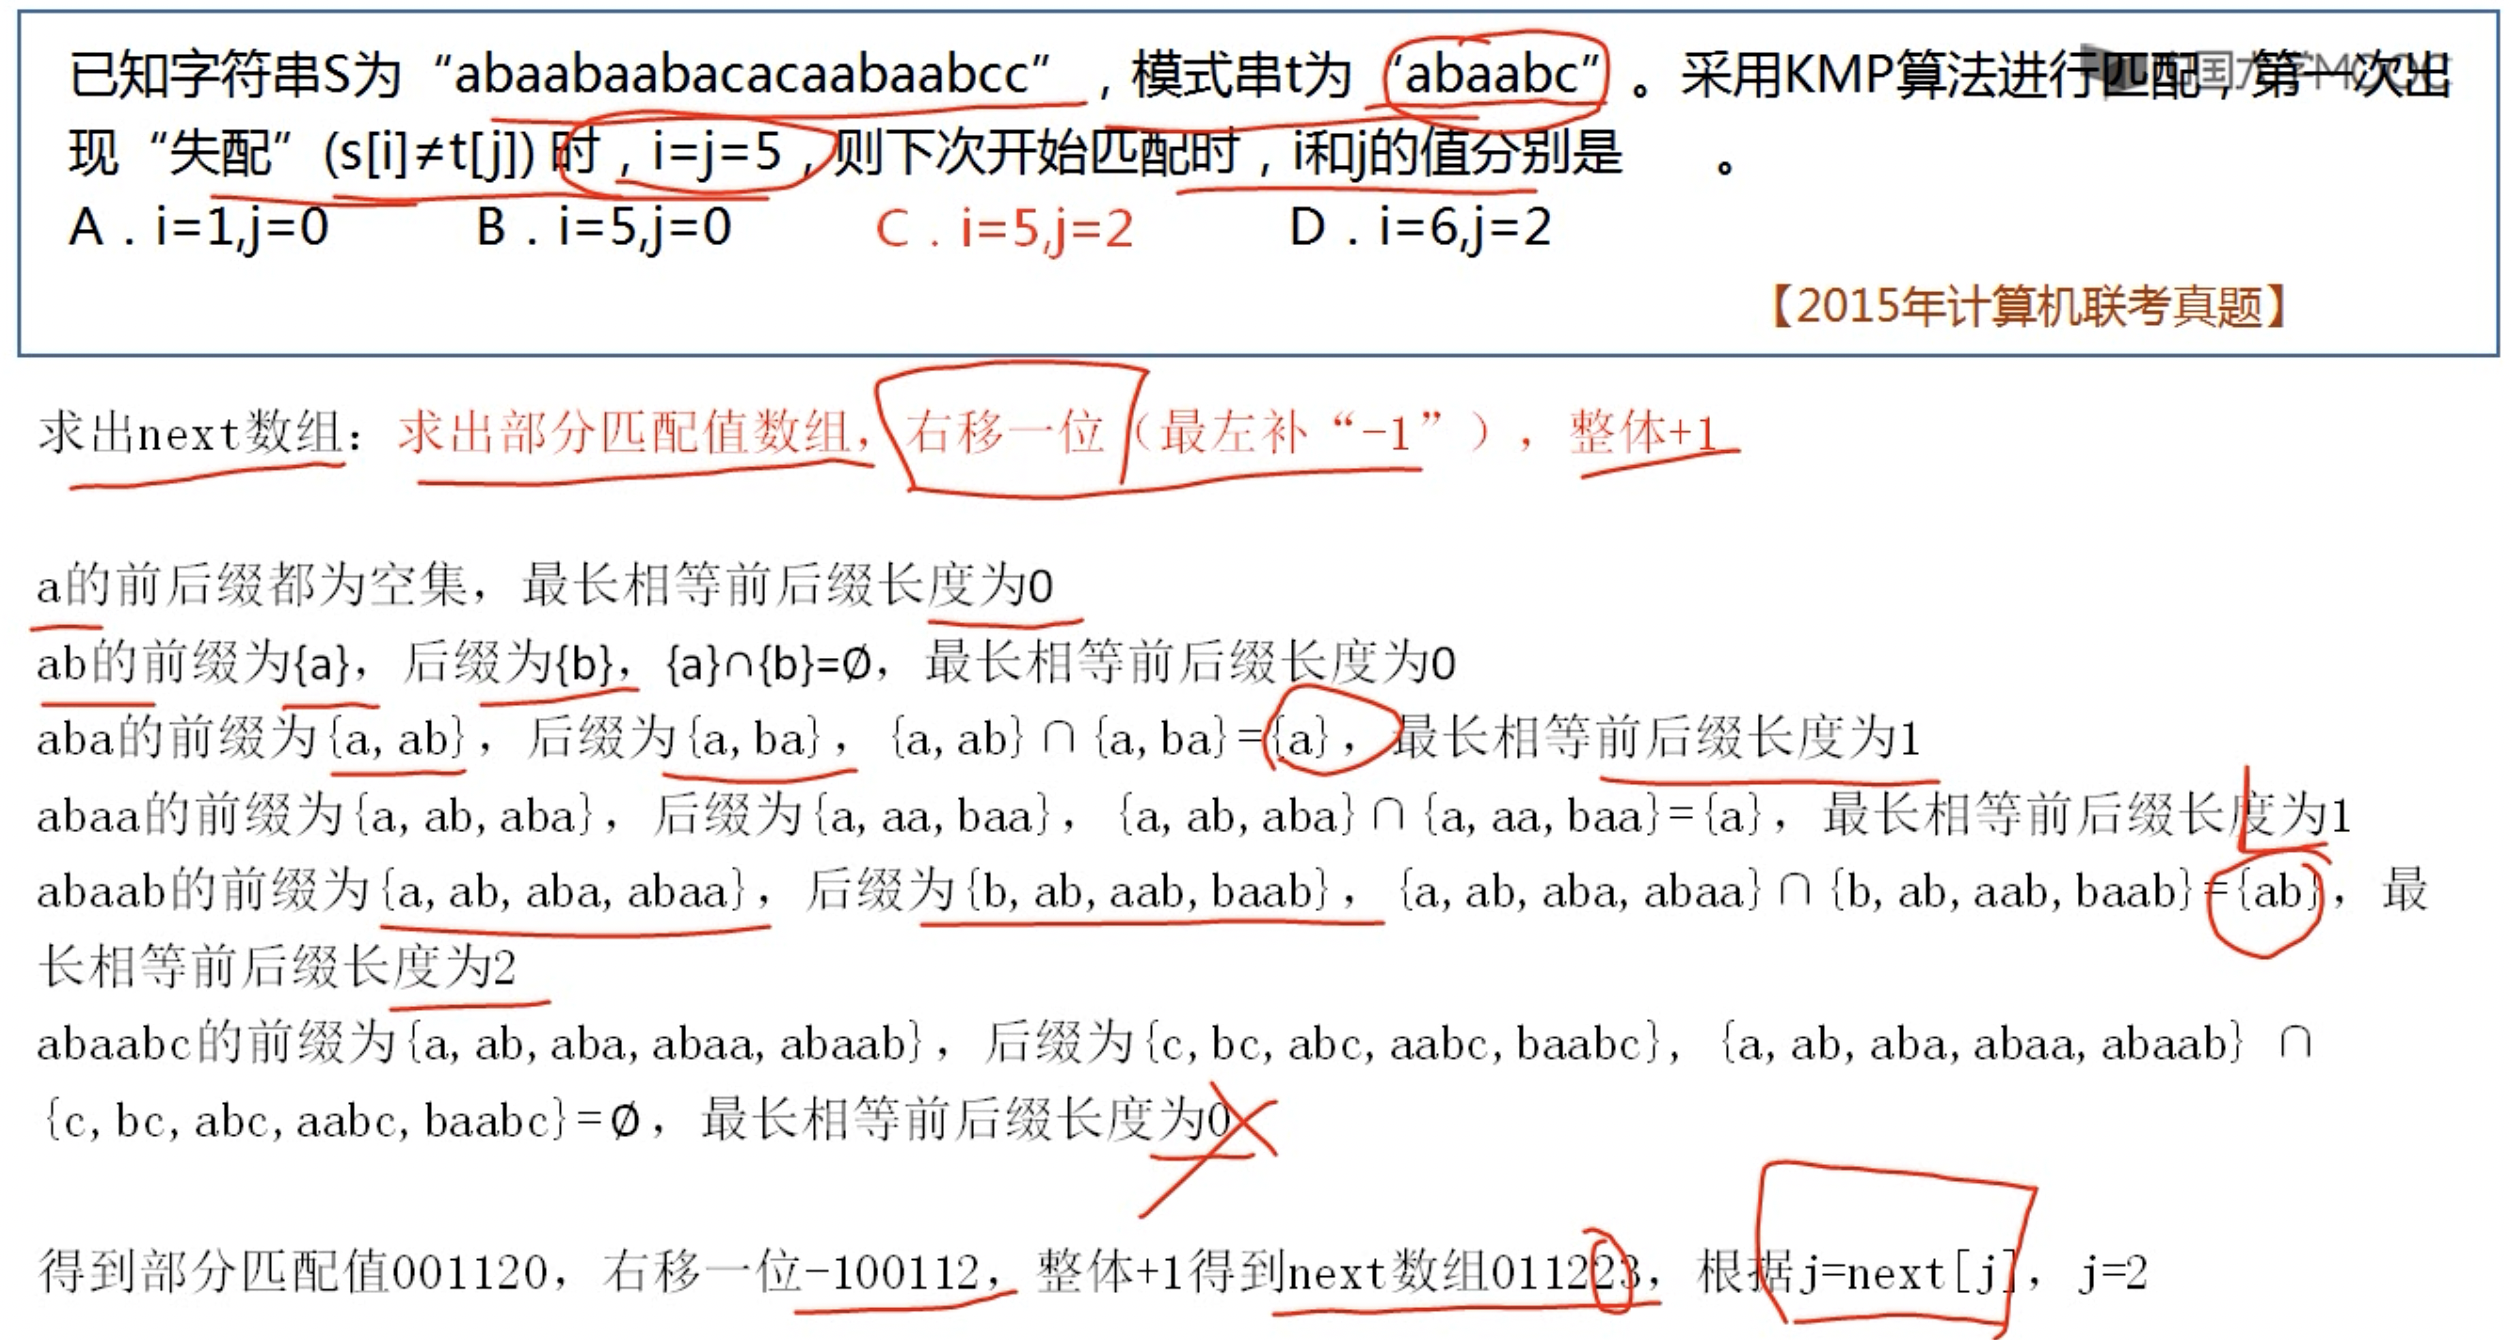 已知字符串S为“abaabaabacacaabaabcc”，模式串t为“abaabc”。采用KMP算法进行匹配，第一次出
现“失配”(s[i]≠t[j])时，i=j=5，则下次开始匹配时，i和j的值分别是 。
A．i=1,j=0 B．i=5,j=0 C．i=5,j=2 D．i=6,j=2
【2015年计算机联考真题】
求出next数组：求出部分匹配值数组，右移一位（最左补“-1”），整体+1
a的前后缀都为空集，最长相等前后缀长度为0
ab的前缀为{a}，后缀为{b}，{a}∩{b}=∅，最长相等前后缀长度为0
aba的前缀为{a,ab}，后缀为{a,ba}，{a,ab}∩{a,ba}={a}，最长相等前后缀长度为1
abaa的前缀为{a,ab,aba}，后缀为{a,aa,baa}，{a,ab,aba}∩{a,aa,baa}={a}，最长相等前后缀长度为1
abaab的前缀为{a,ab,aba,abaa}，后缀为{b,ab,aab,baab}，{a,ab,aba,abaa}∩{b,ab,aab,baab}={ab}，最
长相等前后缀长度为2
abaabc的前缀为{a,ab,aba,abaa,abaab}，后缀为{c,bc,abc,aabc,baabc}，{a,ab,aba,abaa,abaab}∩
{c,bc,abc,aabc,baabc}=∅，最长相等前后缀长度为0
得到部分匹配值001120，右移一位-100112，整体+1得到next数组011223，根据j=next[j]，j=2